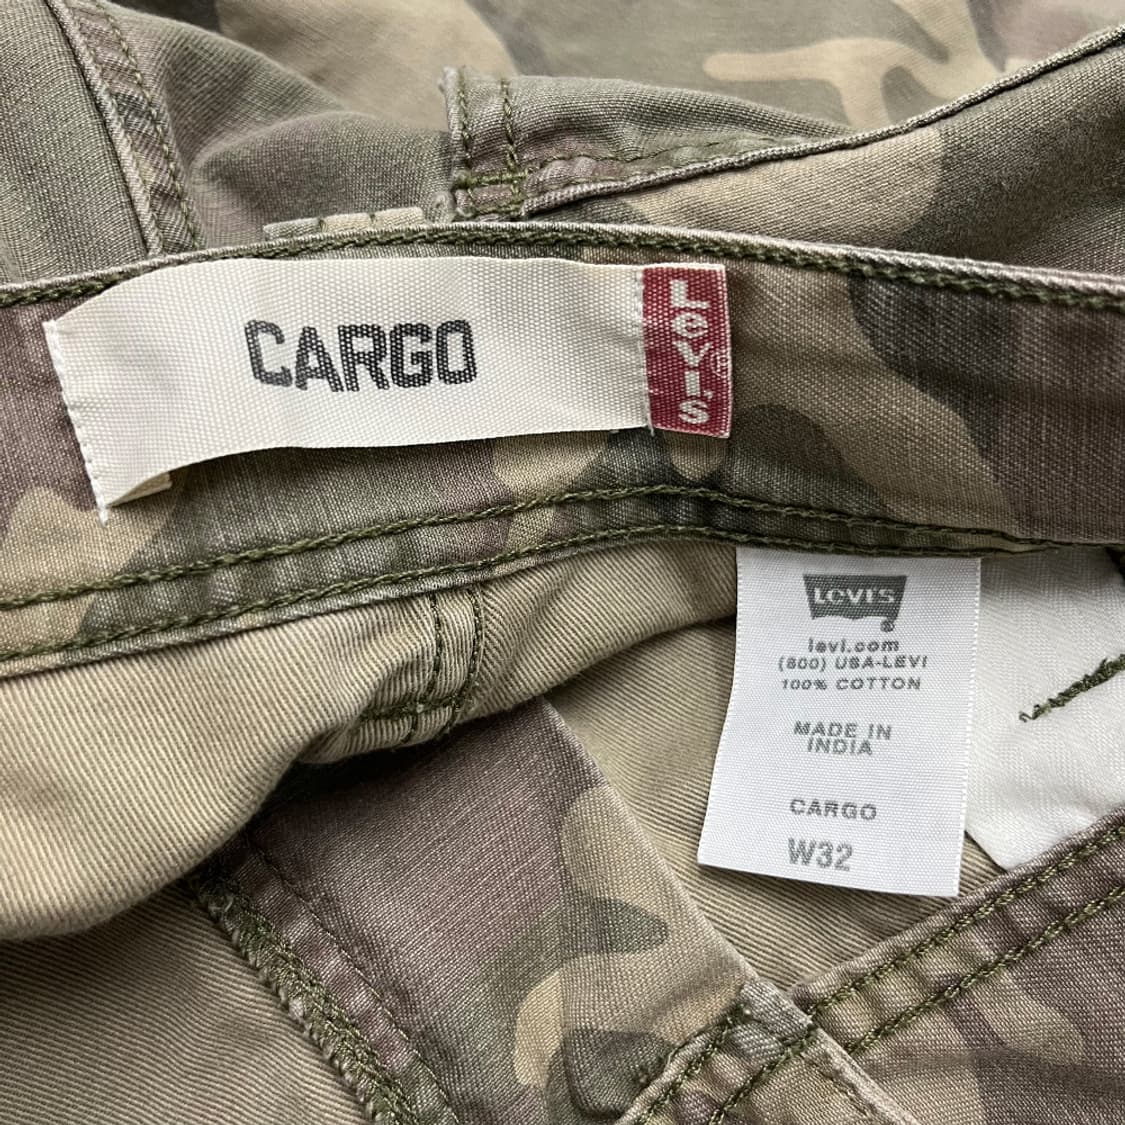 CARGO
LEVI'S
LEVI'S
®
levi.com
(800) USA-LEVI
100% COTTON
MADE IN
INDIA
CARGO
W32